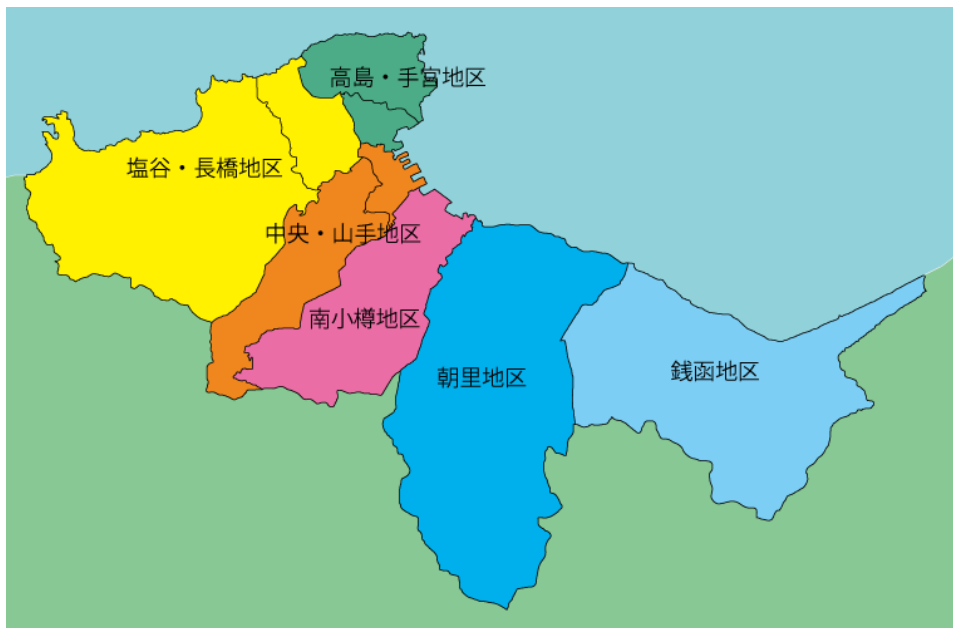 高島・手宮地区
塩谷・長橋地区
中央・山手地区
南小樽地区
朝里地区
銭函地区